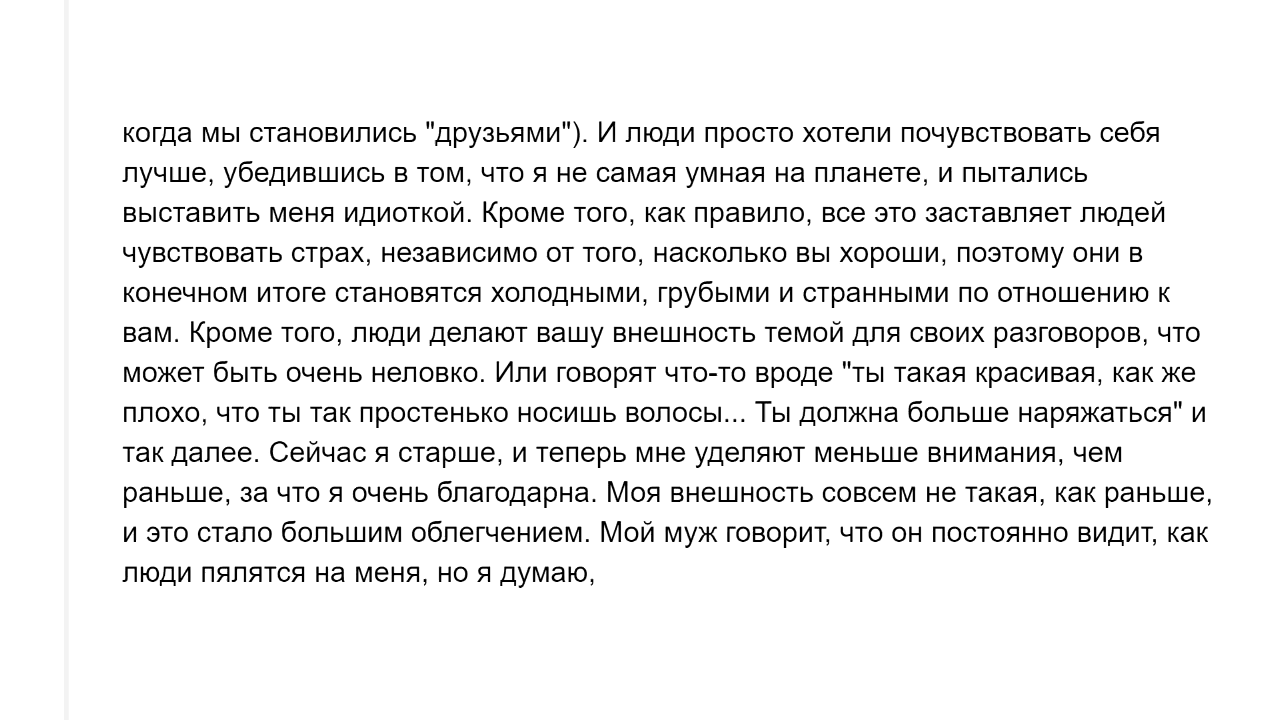 когда мы становились "друзьями"). И люди просто хотели почувствовать себя
лучше, убедившись в том, что я не самая умная на планете, и пытались
выставить меня идиоткой. Кроме того, как правило, все это заставляет людей
чувствовать страх, независимо от того, насколько вы хороши, поэтому они в
конечном итоге становятся холодными, грубыми и странными по отношению к
вам. Кроме того, люди делают вашу внешность темой для своих разговоров, что
может быть очень неловко. Или говорят что-то вроде "ты такая красивая, как же
плохо, что ты так простенько носишь волосы... Ты должна больше наряжаться" и
так далее. Сейчас я старше, и теперь мне уделяют меньше внимания, чем
раньше, за что я очень благодарна. Моя внешность совсем не такая, как раньше,
и это стало большим облегчением. Мой муж говорит, что он постоянно видит, как
люди пялятся на меня, но я думаю,